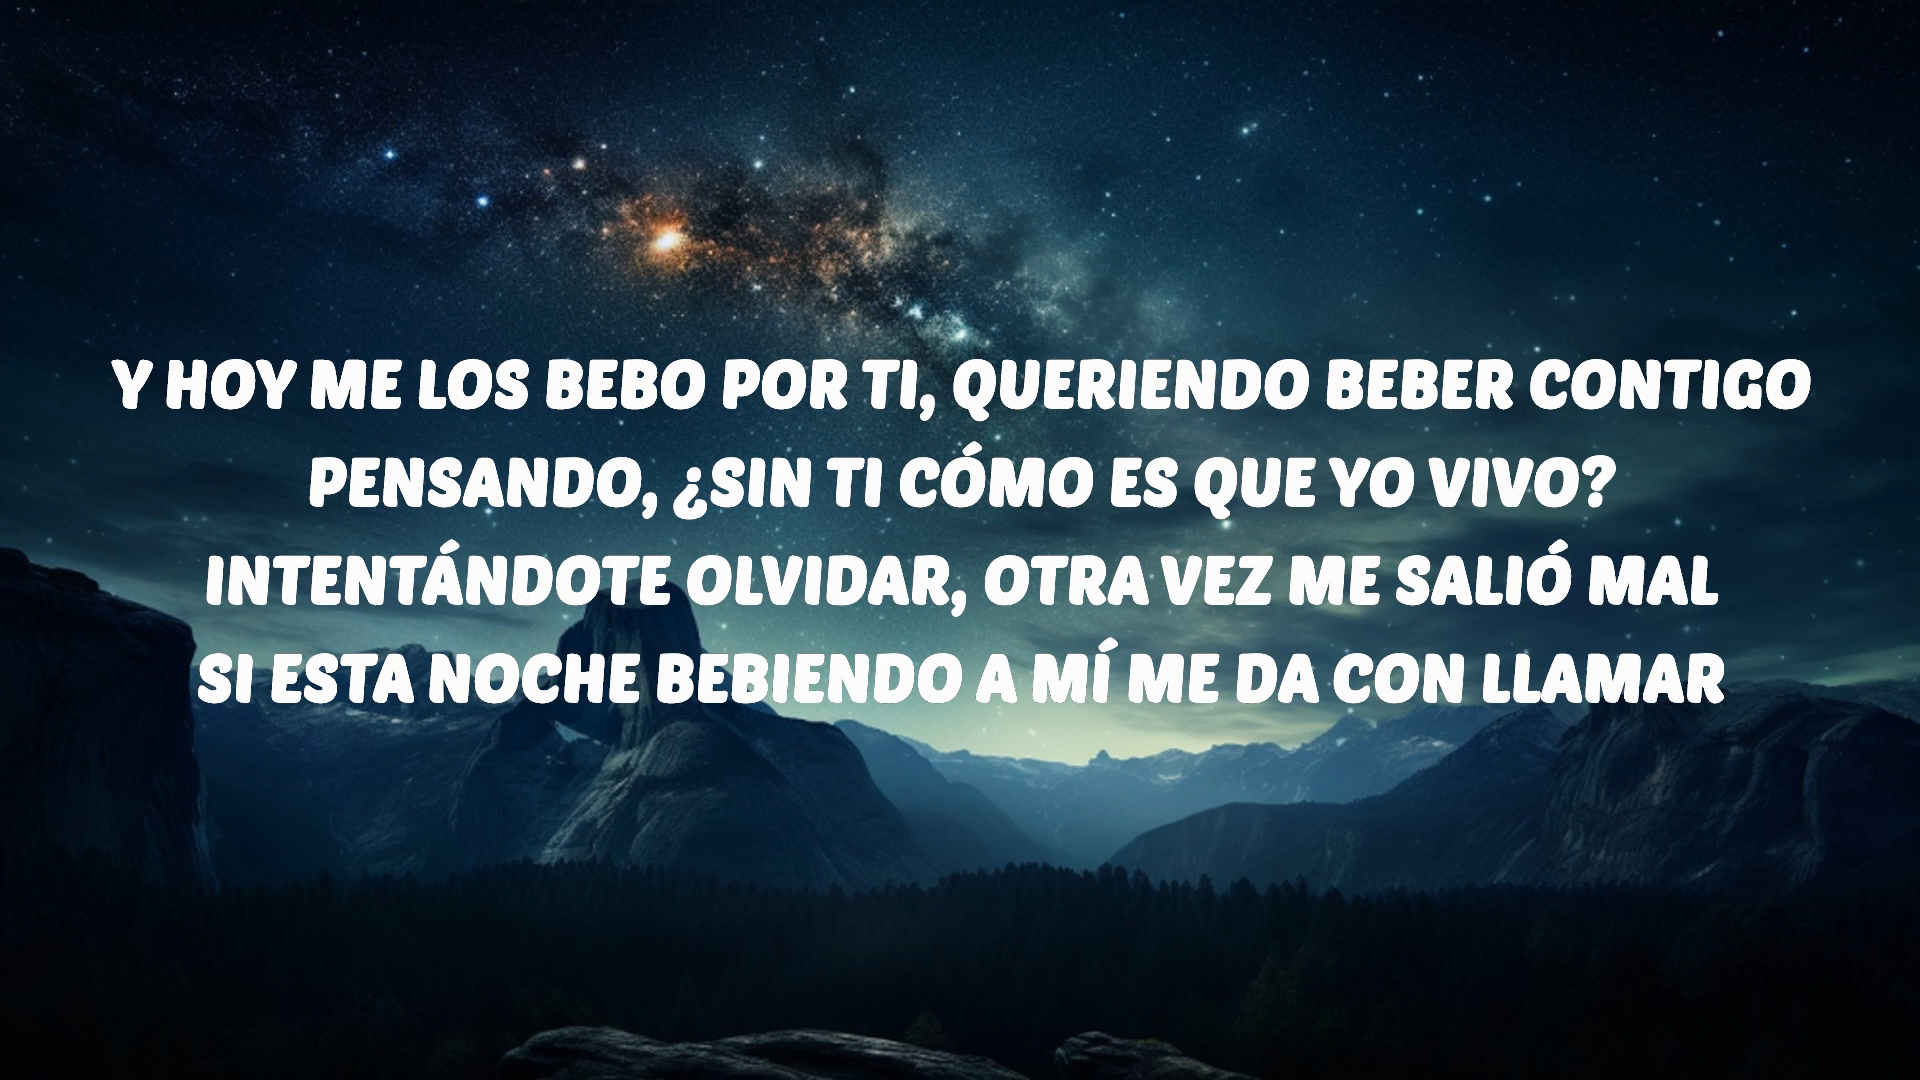 Y HOY ME LOS BEBO POR TI, QUERIENDO BEBER CONTIGO
PENSANDO, ¿SIN TI CÓMO ES QUE YO VIVO?
INTENTÁNDOTE OLVIDAR, OTRA VEZ ME SALIÓ MAL
SI ESTA NOCHE BEBIENDO A MÍ ME DA CON LLAMAR